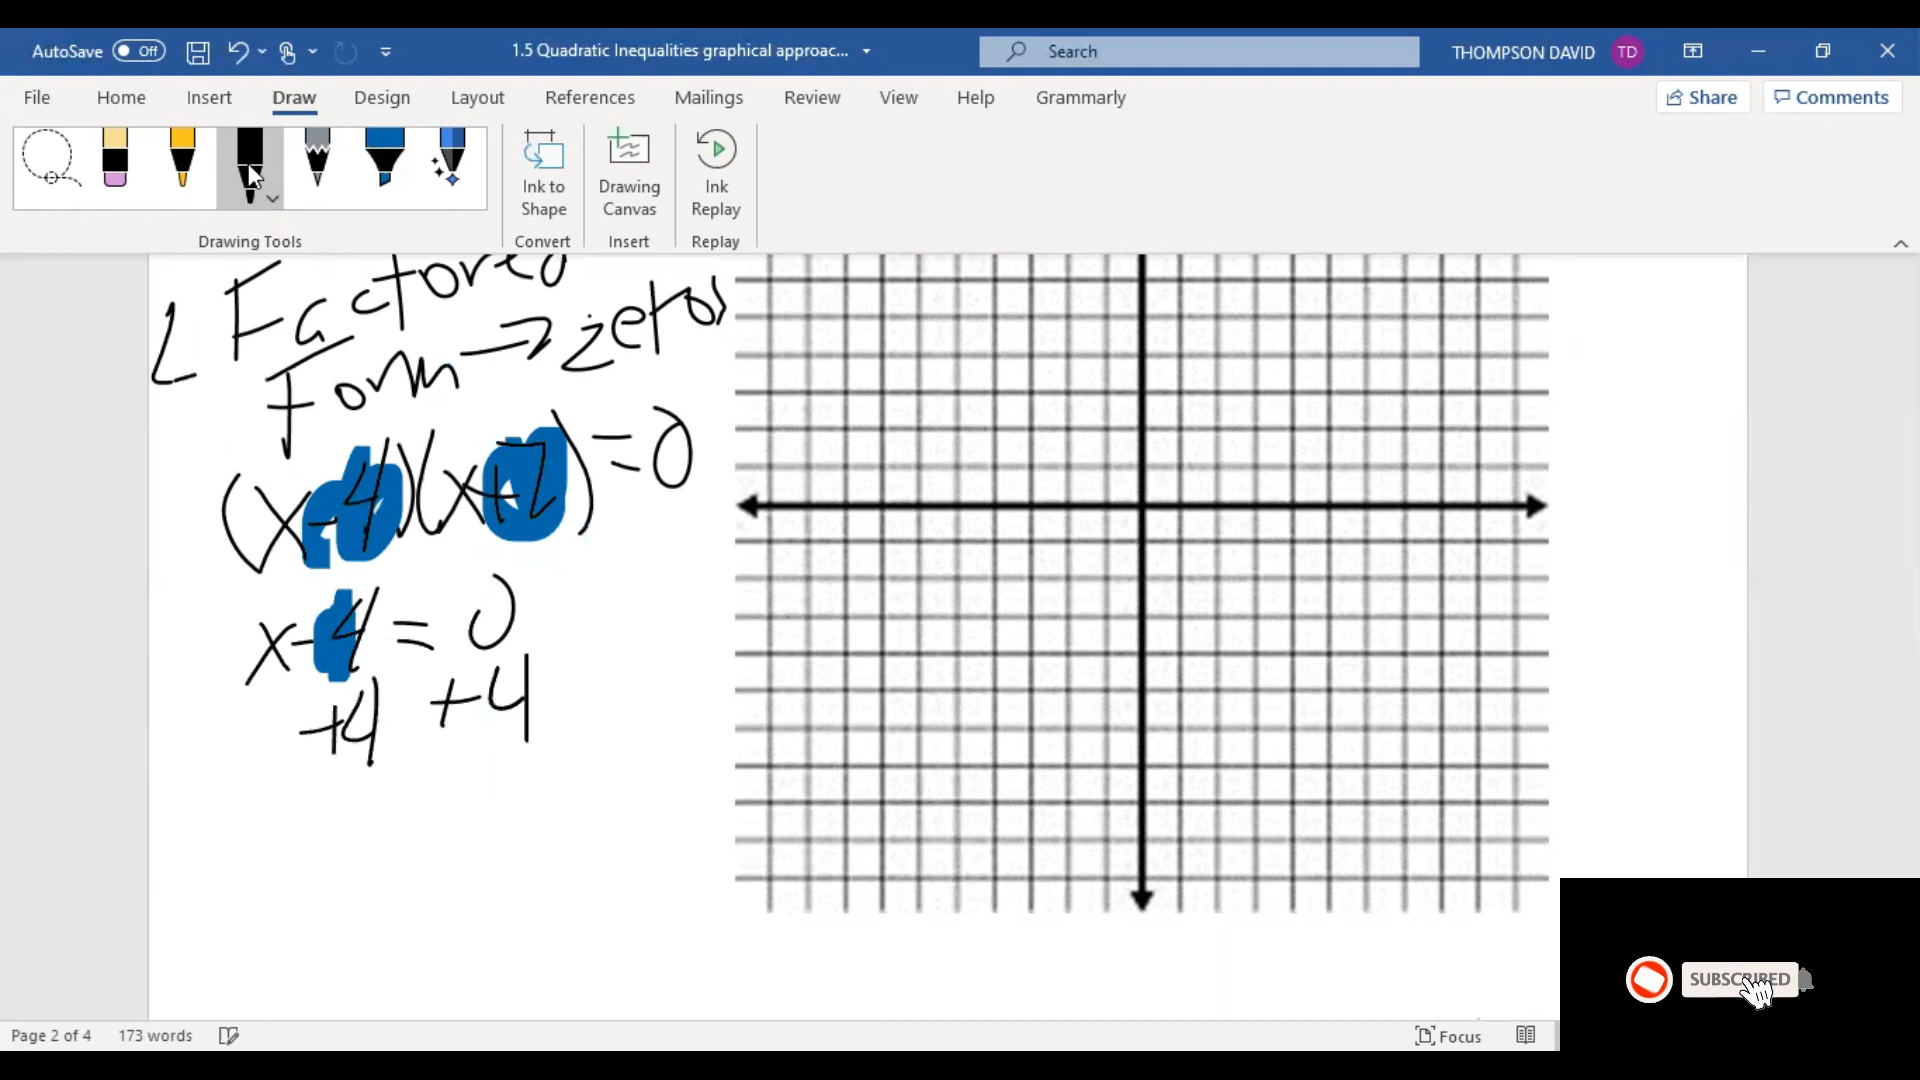 AutoSave Off 1.5 Quadratic Inequalities graphical approac... Search THOMPSON DAVID TD
File Home Insert Draw Design Layout References Mailings Review View Help Grammarly Share Comments
Ink to Shape
Drawing Canvas
Ink Replay
Drawing Tools Convert Insert Replay
Factored
Form → zeros
(x-4)(x+2)=0
x-4 = 0
+4 +4
SUBSCRIBED
Page 2 of 4 173 words Focus